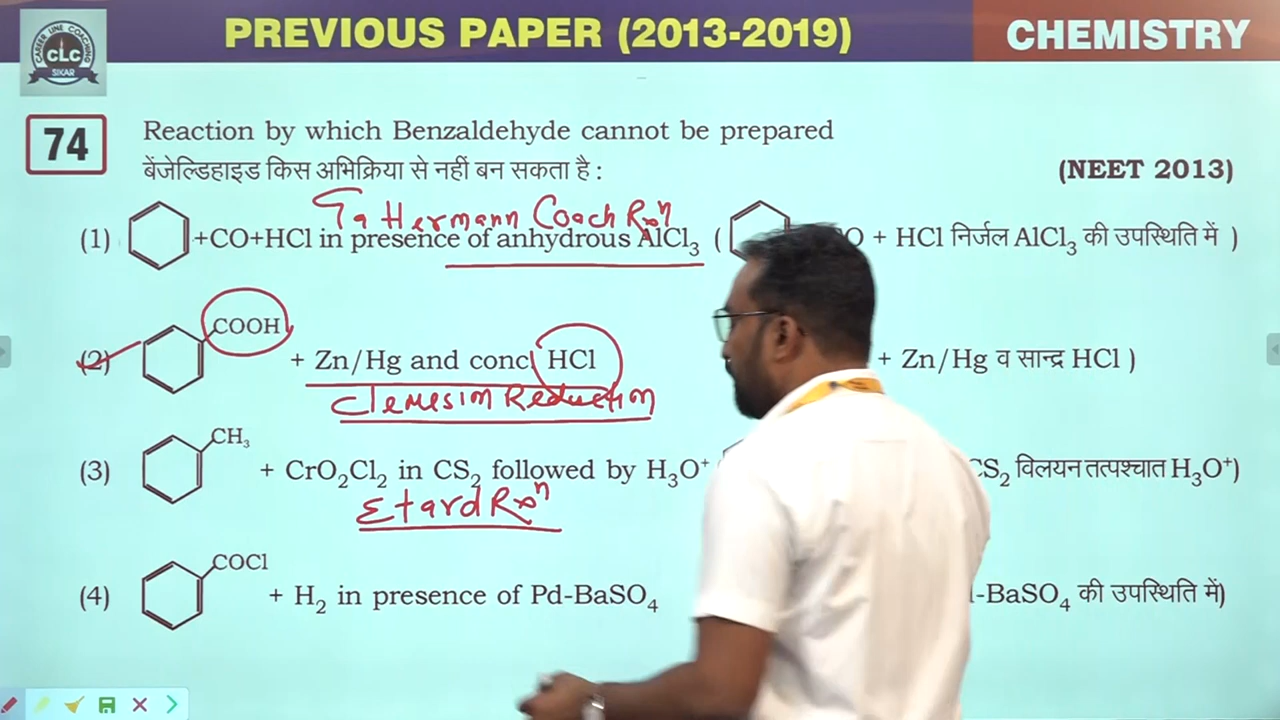 PREVIOUS PAPER (2013-2019)
CHEMISTRY
CAREER LINE COACHING
CLC
SIKAR
74
Reaction by which Benzaldehyde cannot be prepared
बेंजेल्डिहाइड किस अभिक्रिया से नहीं बन सकता है :
(NEET 2013)
Ga Hermann Coach Rxn
(1) +CO+HCl in presence of anhydrous AlCl3 ( O + HCl निर्जल AlCl3 की उपस्थिति में )
COOH
(2) + Zn/Hg and conc. HCl + Zn/Hg व सान्द्र HCl )
Clemesion Reduction
CH3
(3) + CrO2Cl2 in CS2 followed by H3O+ CS2 विलयन तत्पश्चात H3O+)
Etard Rxn
COCl
(4) + H2 in presence of Pd-BaSO4 -BaSO4 की उपस्थिति में)